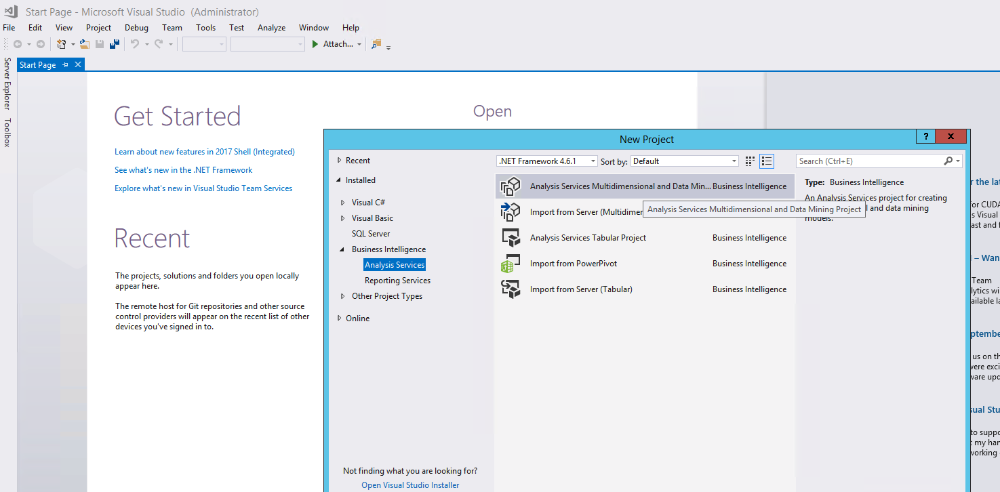 Start Page - Microsoft Visual Studio (Administrator)
File Edit View Project Debug Team Tools Test Analyze Window Help
Attach...
Server Explorer
Toolbox
Start Page
Get Started
Learn about new features in 2017 Shell (Integrated)
See what's new in the .NET Framework
Explore what's new in Visual Studio Team Services
Recent
The projects, solutions and folders you open locally
appear here.
The remote host for Git repositories and other source
control providers will appear on the recent list of other
devices you've signed in to.
Open
New Project
?
Recent
Installed
Visual C#
Visual Basic
SQL Server
Business Intelligence
Analysis Services
Reporting Services
Other Project Types
Online
Not finding what you are looking for?
Open Visual Studio Installer
.NET Framework 4.6.1 Sort by: Default
Analysis Services Multidimensional and Data Min... Business Intelligence
Import from Server (Multidimen
Analysis Services Multidimensional and Data Mining Project
Analysis Services Tabular Project Business Intelligence
Import from PowerPivot Business Intelligence
Import from Server (Tabular) Business Intelligence
Search (Ctrl+E)
Type: Business Intelligence
An Analysis Services project for creating
l and data mining
models.
r the lat
for CUDA
s Visual
ast and f
– Wan
Team
lytics wi
ailable la
ptembe
us on th
were exci
ware upd
sual Stu
to suppo
t my han
working